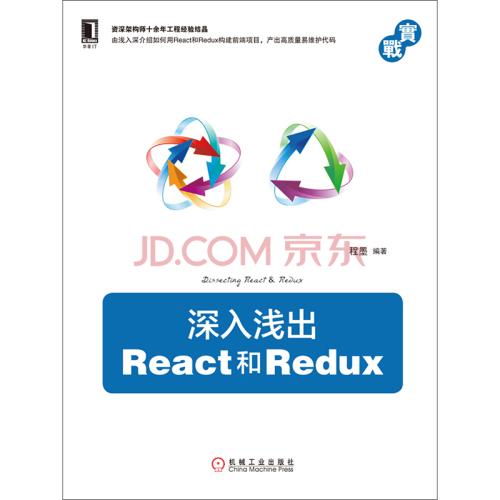 华章IT
资深架构师十余年工程经验结晶
由浅入深介绍如何用React和Redux构建前端项目，产出高质量易维护代码
實戰
JD.COM 京东
程墨 编著
Dissecting React & Redux
深入浅出
React和Redux
机械工业出版社
China Machine Press